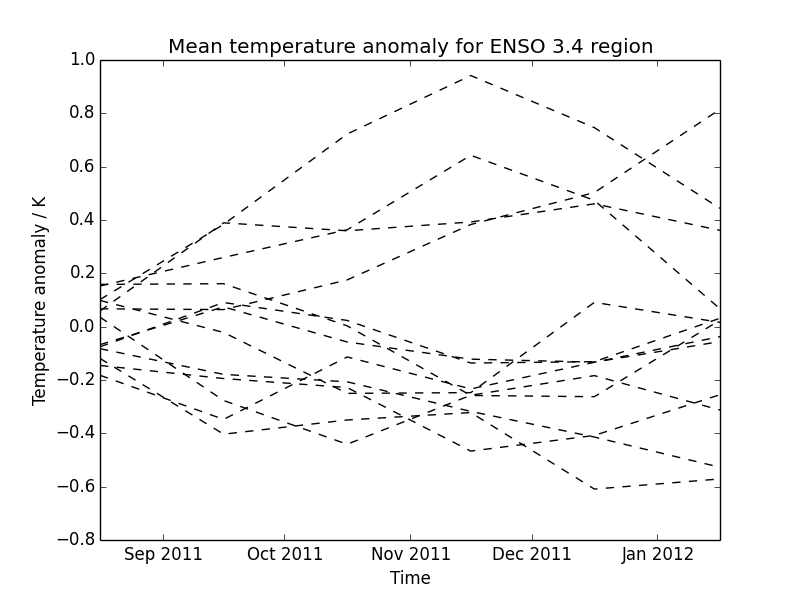 Mean temperature anomaly for ENSO 3.4 region
1.0
0.8
0.6
0.4
0.2
0.0
−0.2
−0.4
−0.6
−0.8
Temperature anomaly / K
Sep 2011 Oct 2011 Nov 2011 Dec 2011 Jan 2012
Time